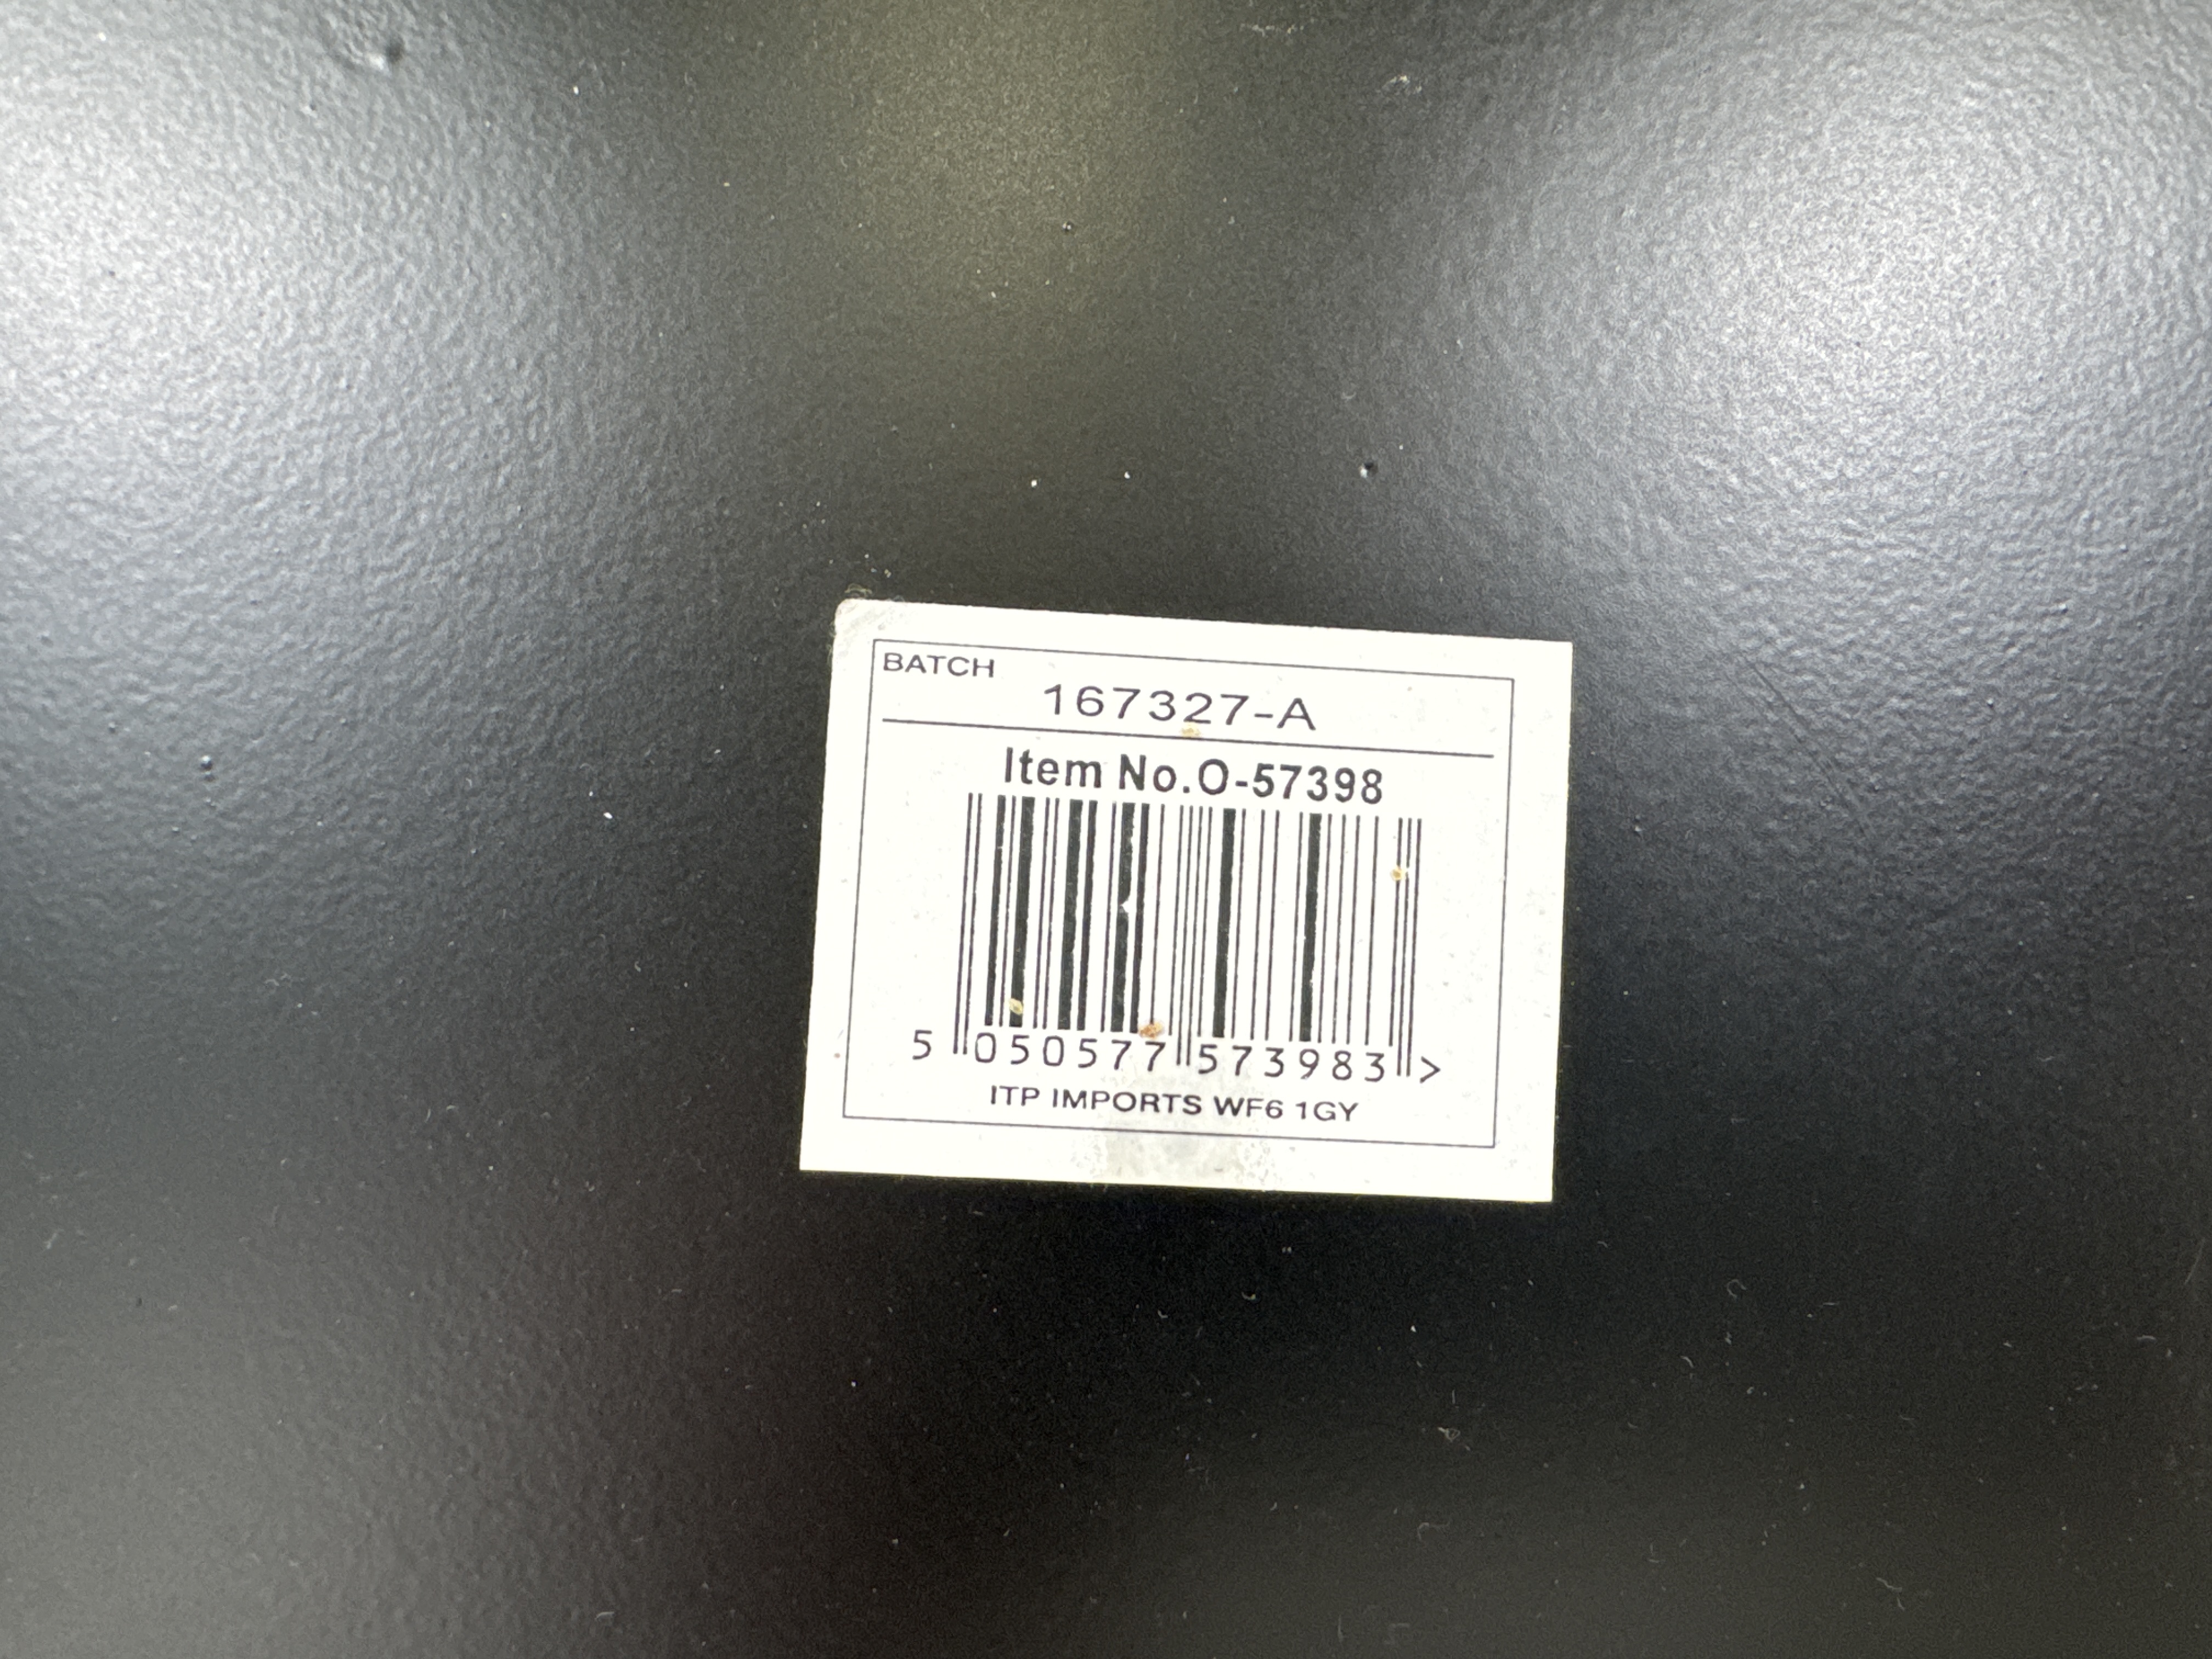 BATCH
167327-A
Item No.O-57398
5 050577 573983 >
ITP IMPORTS WF6 1GY